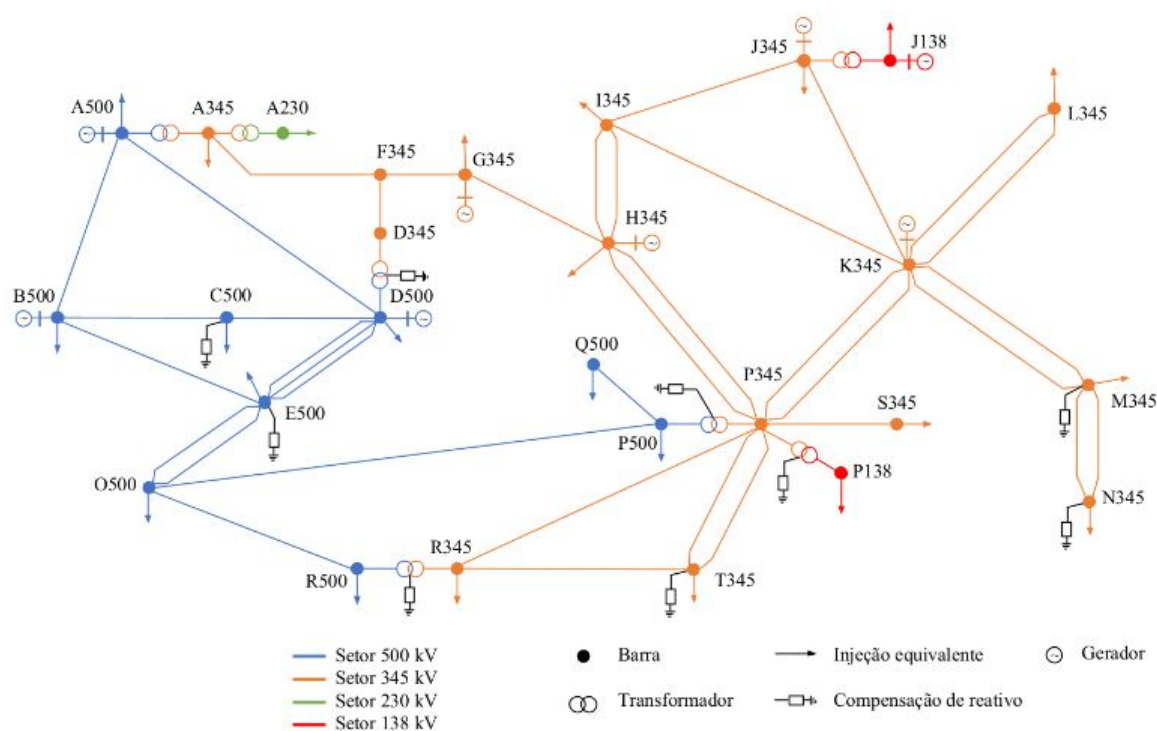 J345
J138
I345
L345
A500
A345
A230
F345
G345
H345
D345
K345
B500
C500
D500
Q500
P345
M345
E500
S345
P500
P138
O500
N345
R345
R500
T345
Setor 500 kV
Setor 345 kV
Setor 230 kV
Setor 138 kV
Barra
Transformador
Injeção equivalente
Compensação de reativo
Gerador